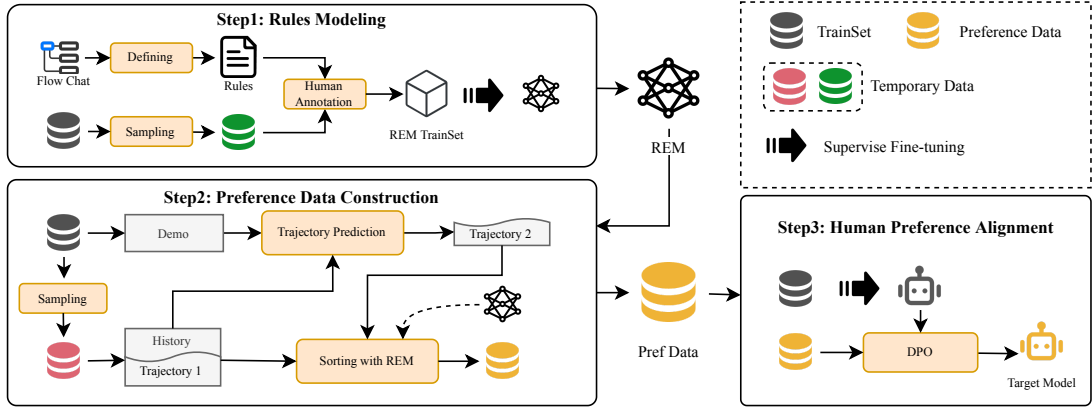 Step1: Rules Modeling
Flow Chat
Defining
Rules
Human
Annotation
Sampling
REM TrainSet
REM
TrainSet
Preference Data
Temporary Data
Supervise Fine-tuning
Step2: Preference Data Construction
Demo
Trajectory Prediction
Trajectory 2
Sampling
History
Trajectory 1
Sorting with REM
Pref Data
Step3: Human Preference Alignment
DPO
Target Model